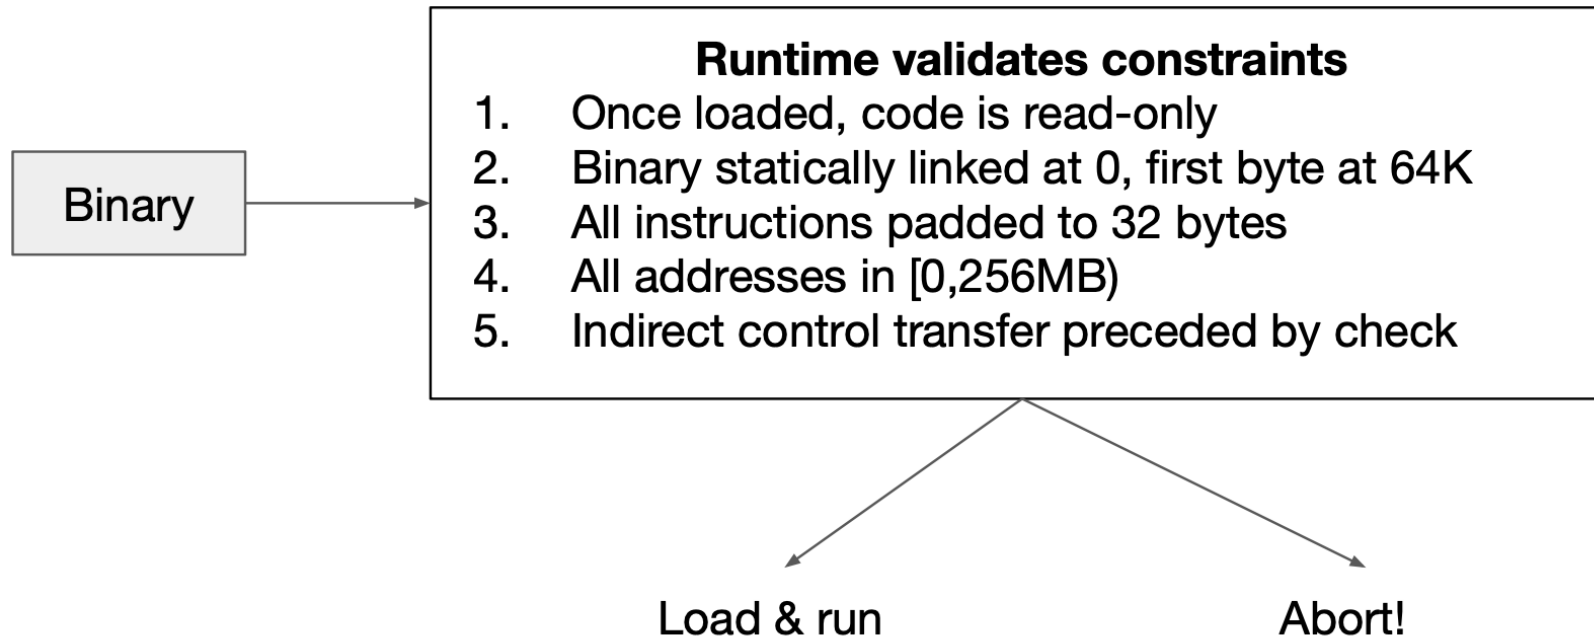 Runtime validates constraints
1. Once loaded, code is read-only
2. Binary statically linked at 0, first byte at 64K
3. All instructions padded to 32 bytes
4. All addresses in [0,256MB)
5. Indirect control transfer preceded by check
Binary
Load & run
Abort!